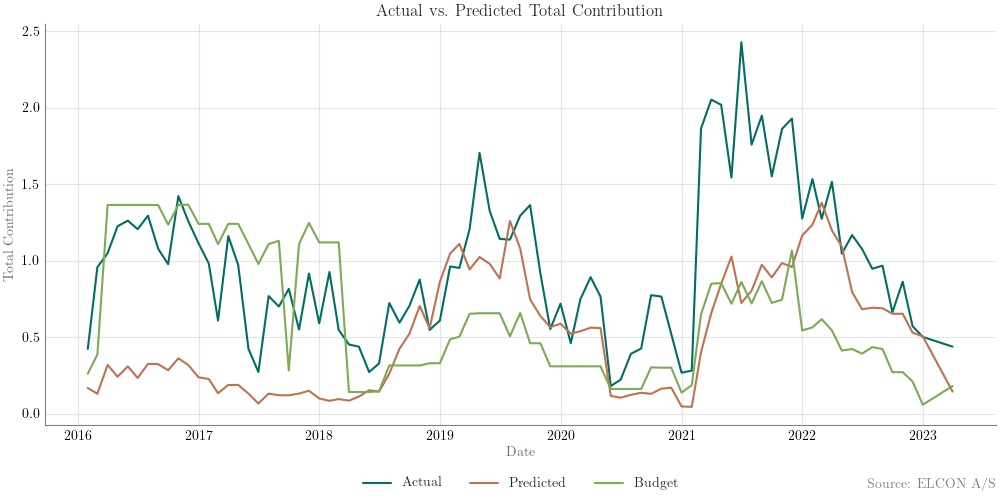 Actual vs. Predicted Total Contribution
2.5
2.0
1.5
1.0
0.5
0.0
Total Contribution
2016 2017 2018 2019 2020 2021 2022 2023
Date
Actual Predicted Budget
Source: ELCON A/S